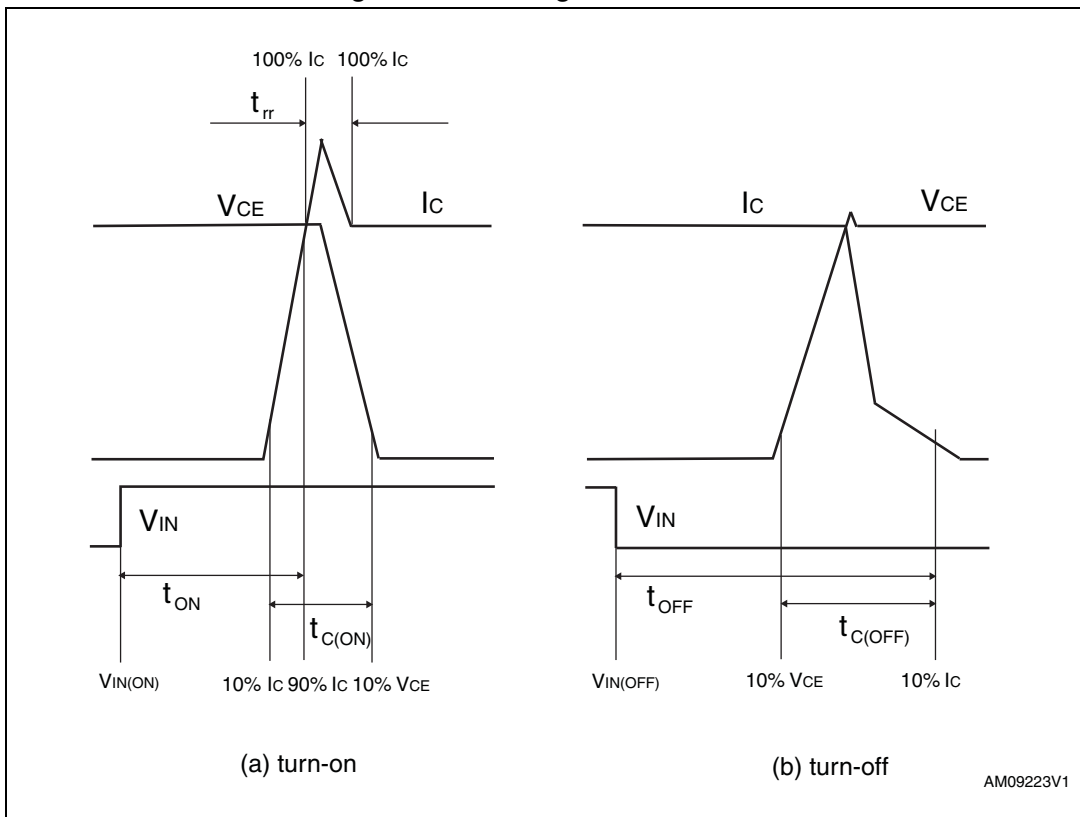 100% IC 100% IC
trr
VCE IC
IC VCE
VIN
tON
tC(ON)
VIN(ON) 10% IC 90% IC 10% VCE
(a) turn-on
VIN
tOFF
tC(OFF)
VIN(OFF) 10% VCE 10% IC
(b) turn-off
AM09223V1